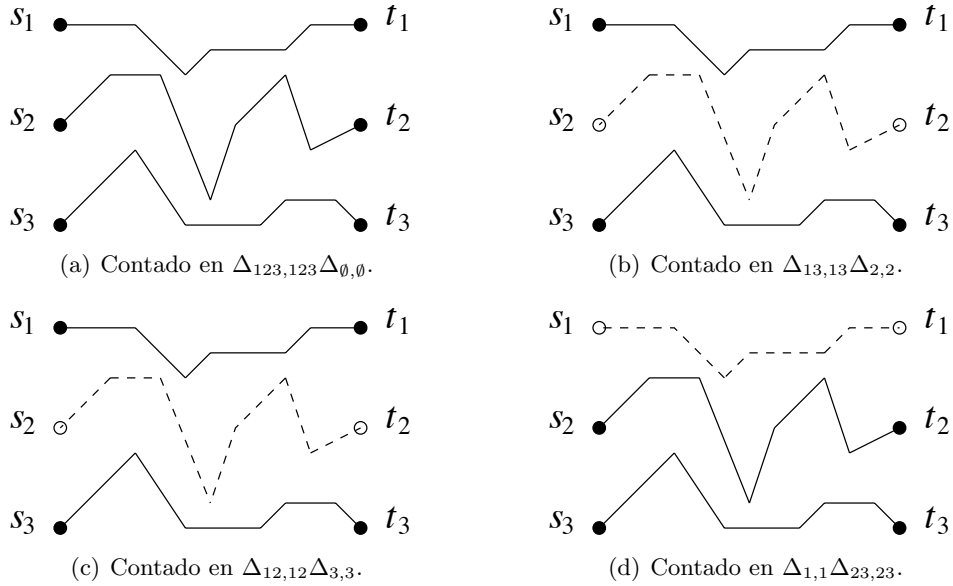 s₁ t₁ s₁ t₁
s₂ t₂ s₂ t₂
s₃ t₃ s₃ t₃
(a) Contado en Δ₁₂₃,₁₂₃Δ∅,∅.
(b) Contado en Δ₁₃,₁₃Δ₂,₂.
s₁ t₁ s₁ t₁
s₂ t₂ s₂ t₂
s₃ t₃ s₃ t₃
(c) Contado en Δ₁₂,₁₂Δ₃,₃.
(d) Contado en Δ₁,₁Δ₂₃,₂₃.